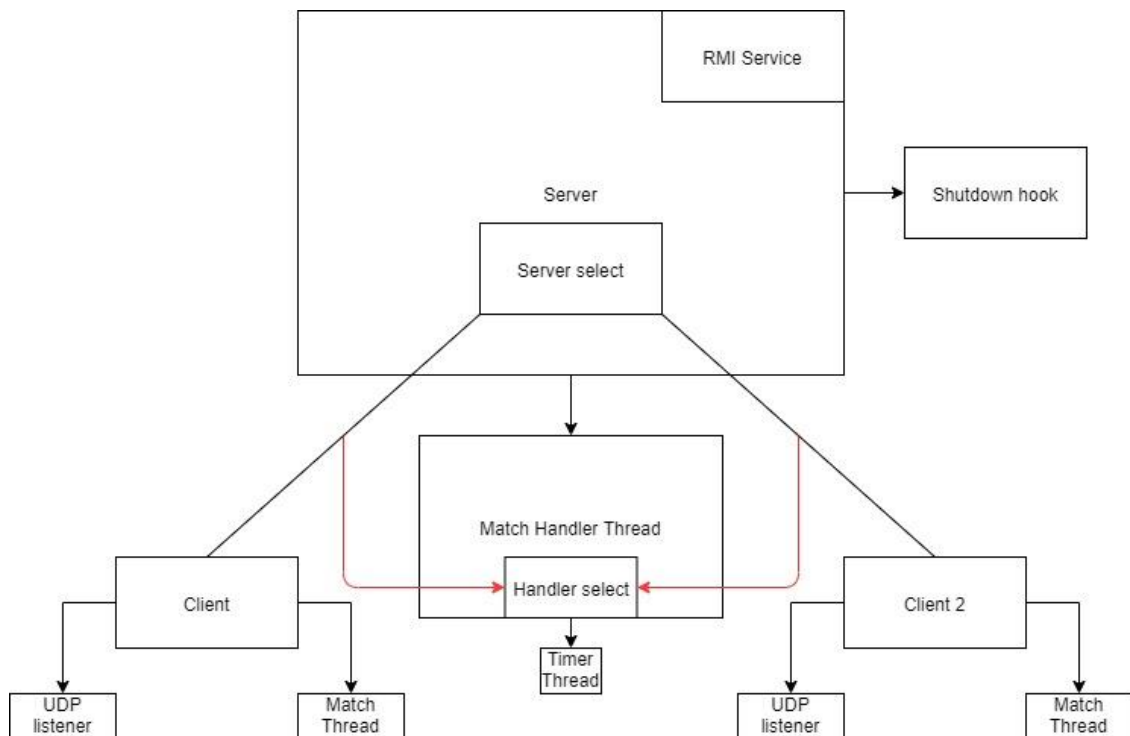 RMI Service
Shutdown hook
Server
Server select
Match Handler Thread
Handler select
Client
Client 2
Timer
Thread
UDP
listener
Match
Thread
UDP
listener
Match
Thread